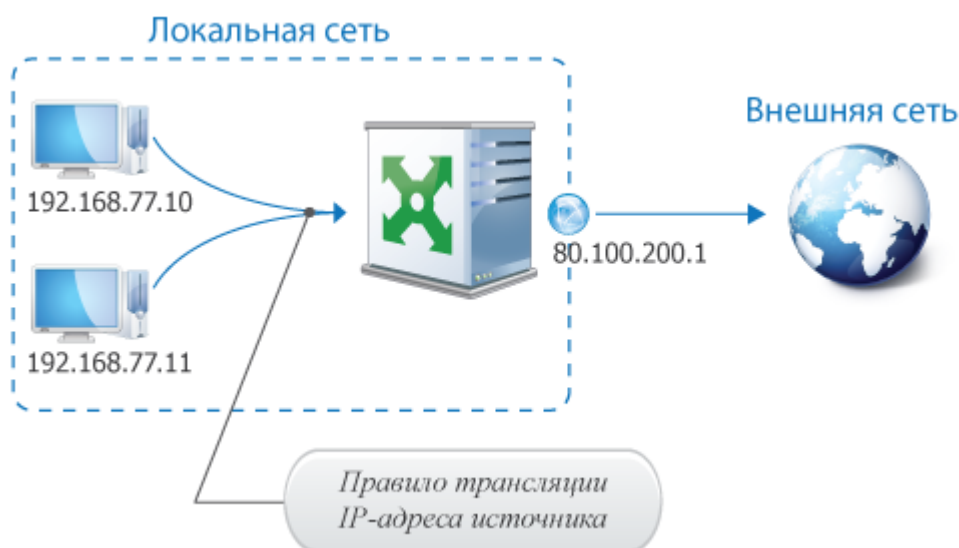 Локальная сеть
192.168.77.10
192.168.77.11
80.100.200.1
Внешняя сеть
Правило трансляции
IP-адреса источника